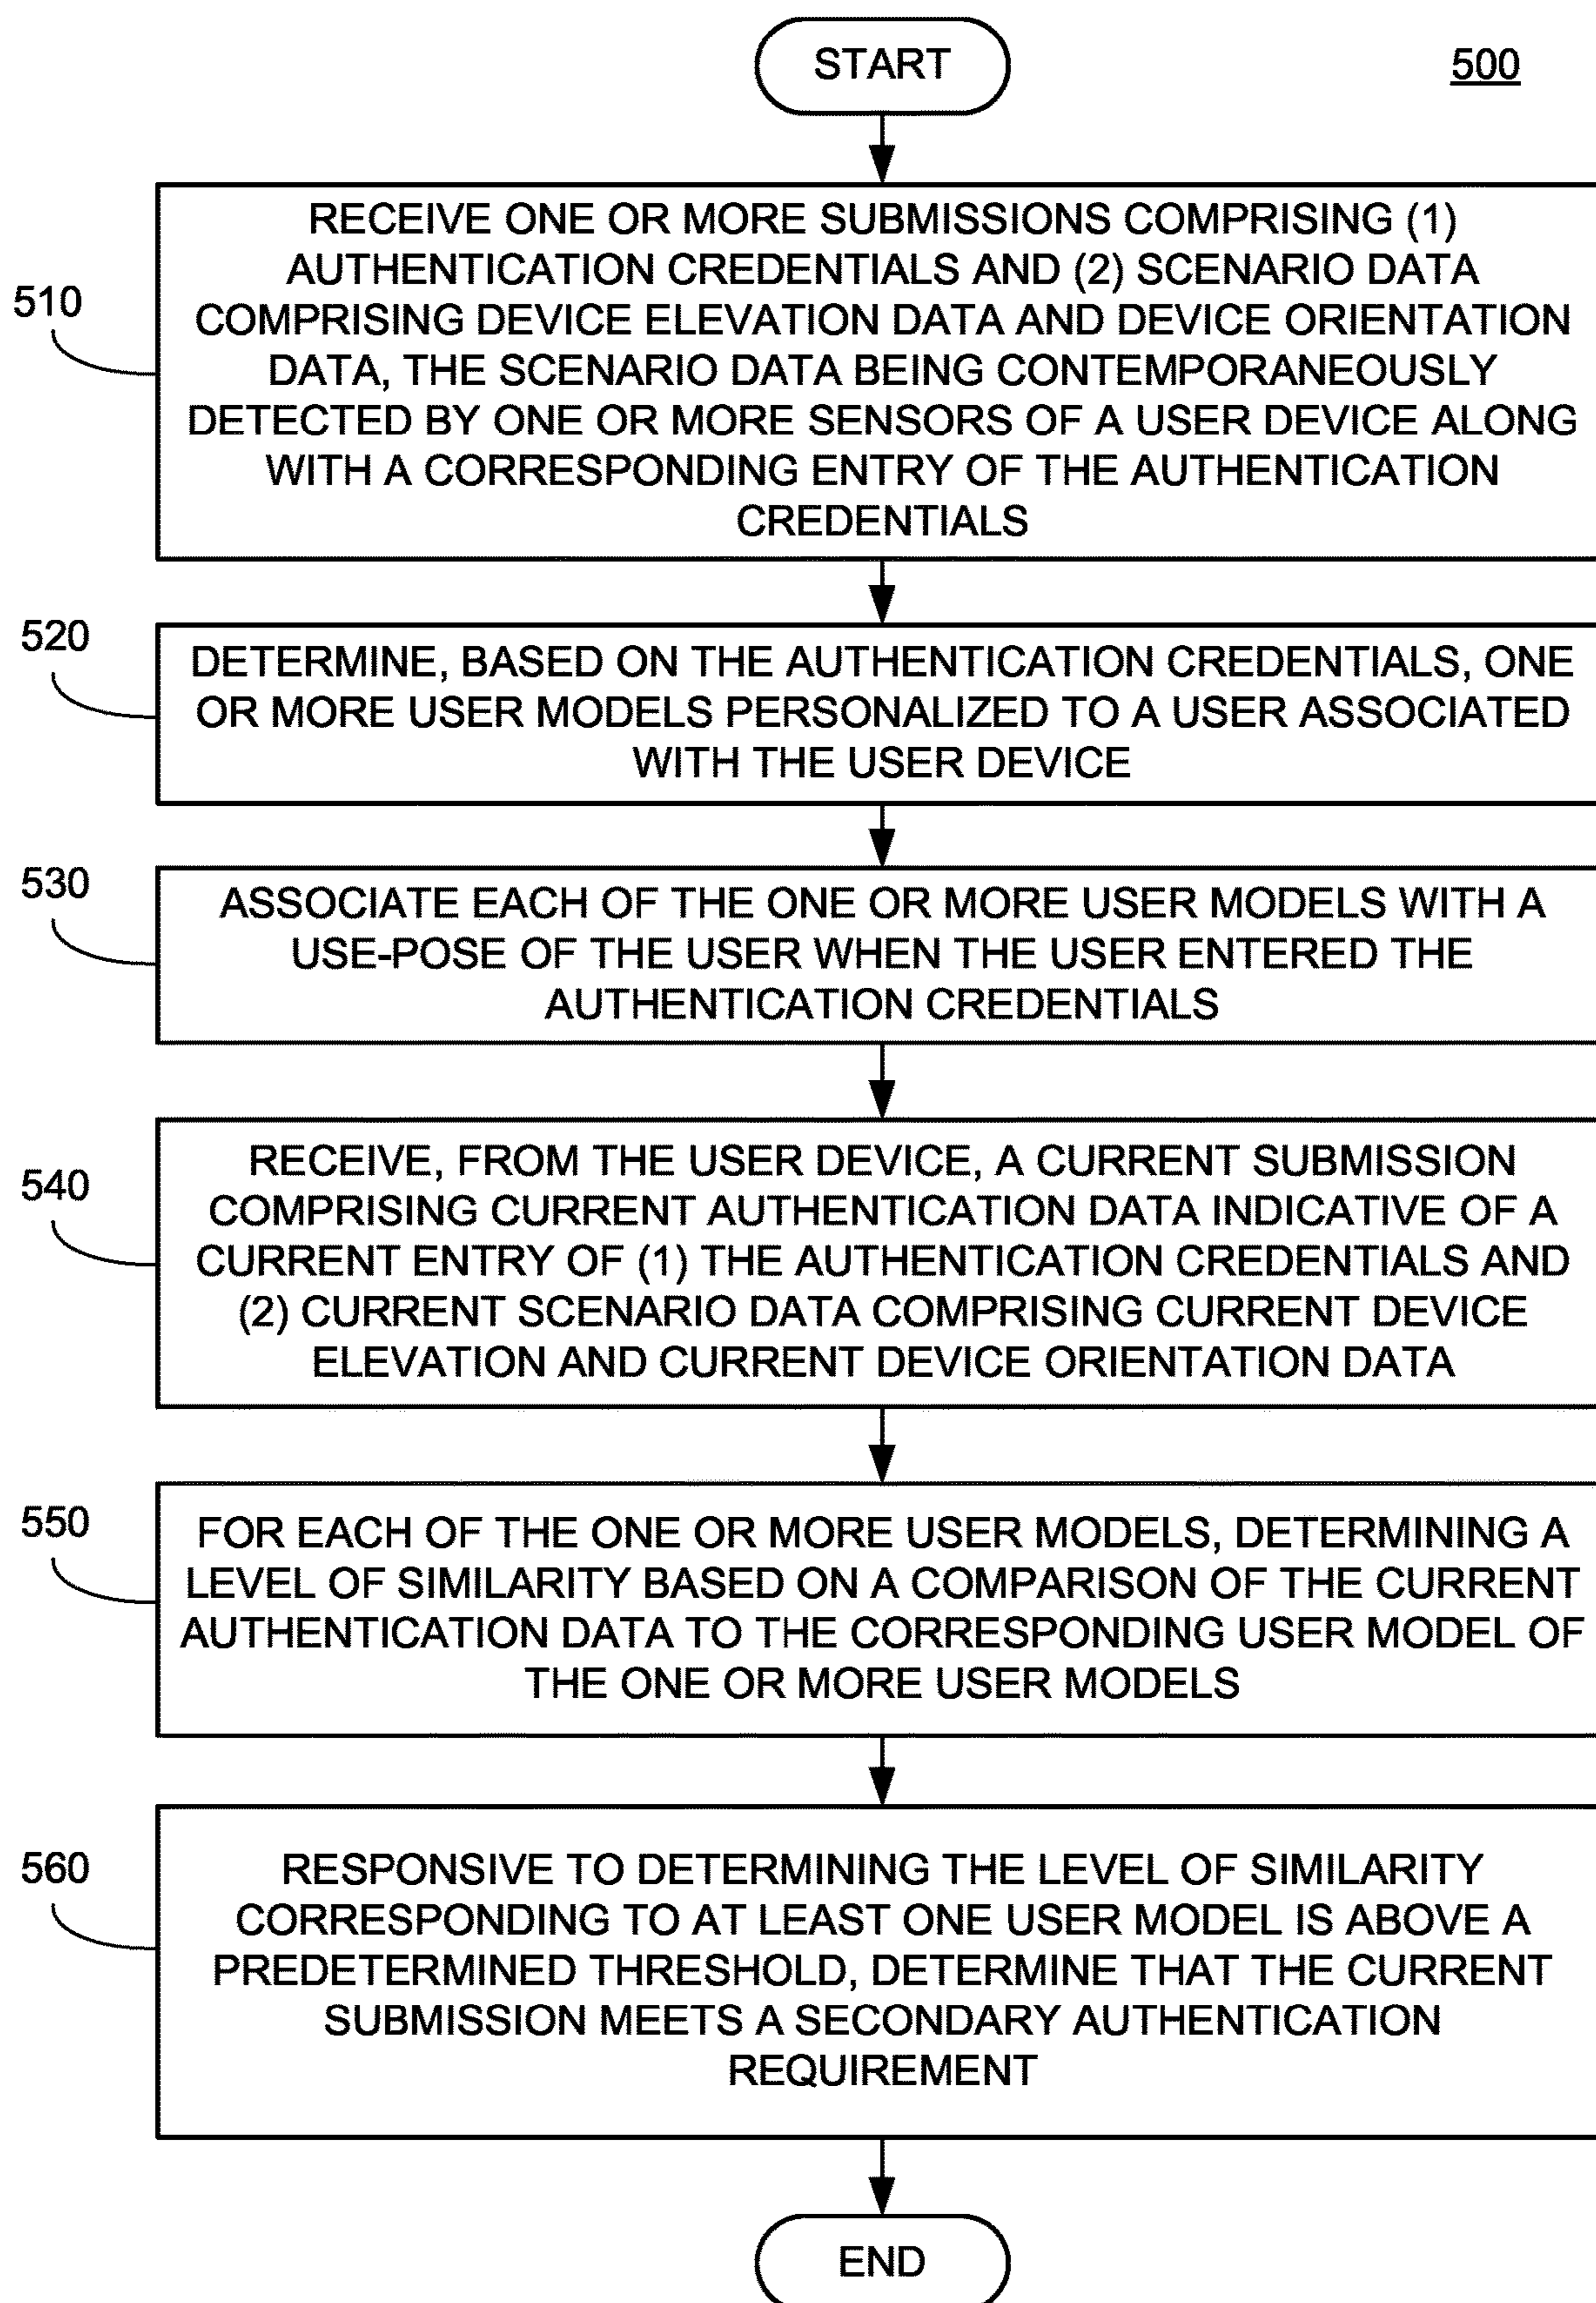 START
500
510
RECEIVE ONE OR MORE SUBMISSIONS COMPRISING (1)
AUTHENTICATION CREDENTIALS AND (2) SCENARIO DATA
COMPRISING DEVICE ELEVATION DATA AND DEVICE ORIENTATION
DATA, THE SCENARIO DATA BEING CONTEMPORANEOUSLY
DETECTED BY ONE OR MORE SENSORS OF A USER DEVICE ALONG
WITH A CORRESPONDING ENTRY OF THE AUTHENTICATION
CREDENTIALS
520
DETERMINE, BASED ON THE AUTHENTICATION CREDENTIALS, ONE
OR MORE USER MODELS PERSONALIZED TO A USER ASSOCIATED
WITH THE USER DEVICE
530
ASSOCIATE EACH OF THE ONE OR MORE USER MODELS WITH A
USE-POSE OF THE USER WHEN THE USER ENTERED THE
AUTHENTICATION CREDENTIALS
540
RECEIVE, FROM THE USER DEVICE, A CURRENT SUBMISSION
COMPRISING CURRENT AUTHENTICATION DATA INDICATIVE OF A
CURRENT ENTRY OF (1) THE AUTHENTICATION CREDENTIALS AND
(2) CURRENT SCENARIO DATA COMPRISING CURRENT DEVICE
ELEVATION AND CURRENT DEVICE ORIENTATION DATA
550
FOR EACH OF THE ONE OR MORE USER MODELS, DETERMINING A
LEVEL OF SIMILARITY BASED ON A COMPARISON OF THE CURRENT
AUTHENTICATION DATA TO THE CORRESPONDING USER MODEL OF
THE ONE OR MORE USER MODELS
560
RESPONSIVE TO DETERMINING THE LEVEL OF SIMILARITY
CORRESPONDING TO AT LEAST ONE USER MODEL IS ABOVE A
PREDETERMINED THRESHOLD, DETERMINE THAT THE CURRENT
SUBMISSION MEETS A SECONDARY AUTHENTICATION
REQUIREMENT
END